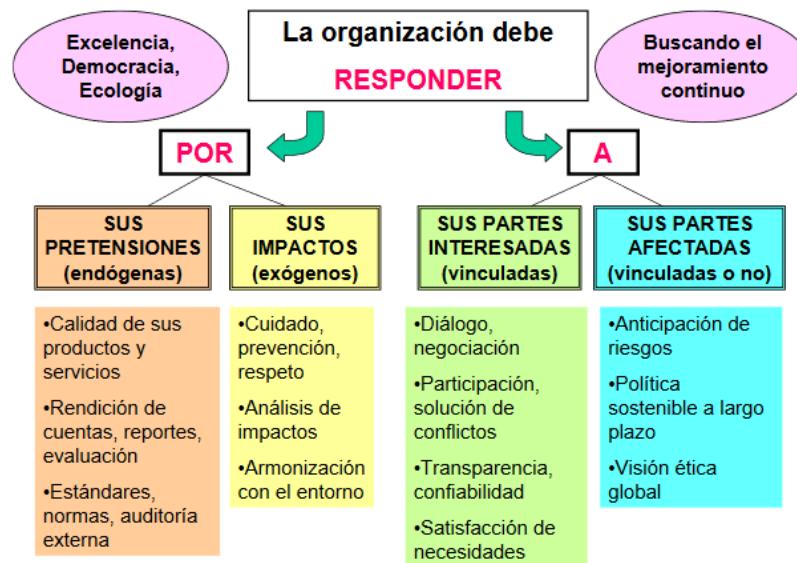 Excelencia,
Democracia,
Ecología
La organización debe
RESPONDER
Buscando el
mejoramiento
continuo
POR
A
SUS
PRETENSIONES
(endógenas)
SUS
IMPACTOS
(exógenos)
SUS PARTES
INTERESADAS
(vinculadas)
SUS PARTES
AFECTADAS
(vinculadas o no)
•Calidad de sus
productos y
servicios
•Rendición de
cuentas, reportes,
evaluación
•Estándares,
normas, auditoría
externa
•Cuidado,
prevención,
respeto
•Análisis de
impactos
•Armonización
con el entorno
•Diálogo,
negociación
•Participación,
solución de
conflictos
•Transparencia,
confiabilidad
•Satisfacción de
necesidades
•Anticipación de
riesgos
•Política
sostenible a largo
plazo
•Visión ética
global